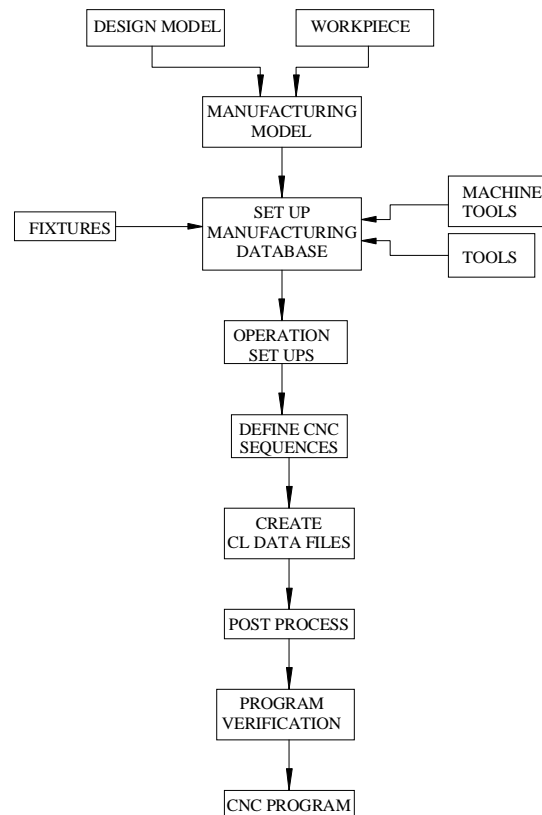 DESIGN MODEL
WORKPIECE
MANUFACTURING
MODEL
SET UP
MANUFACTURING
DATABASE
FIXTURES
MACHINE
TOOLS
TOOLS
OPERATION
SET UPS
DEFINE CNC
SEQUENCES
CREATE
CL DATA FILES
POST PROCESS
PROGRAM
VERIFICATION
CNC PROGRAM